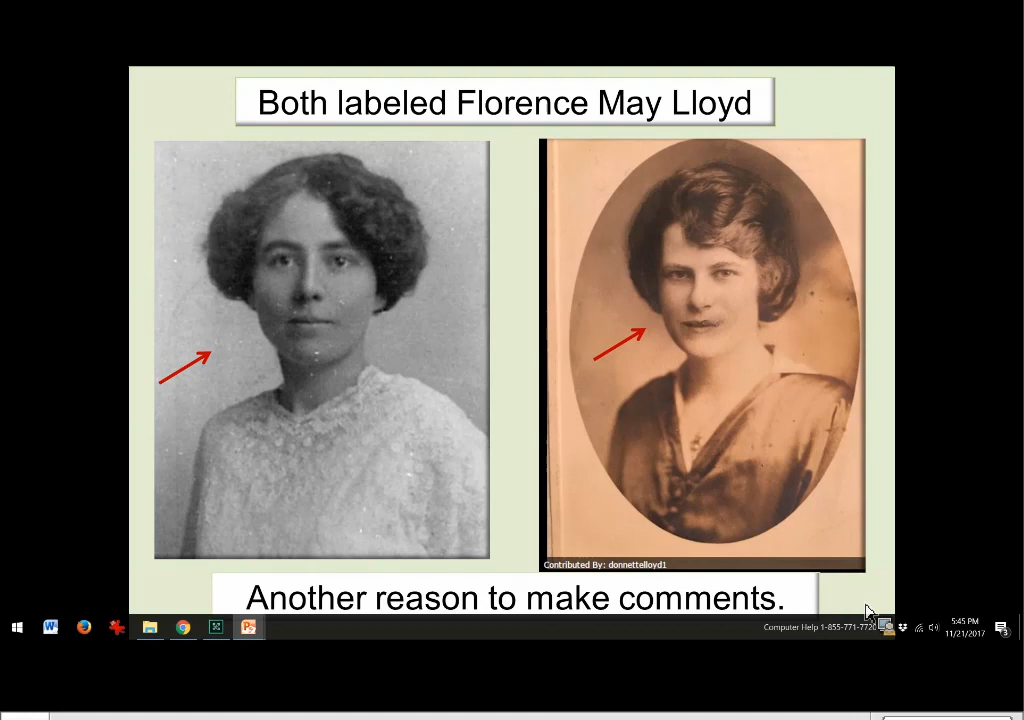 Both labeled Florence May Lloyd
Contributed By: donnettelloyd1
Another reason to make comments.
Computer Help 1-855-771-7720
5:45 PM
11/21/2017
3